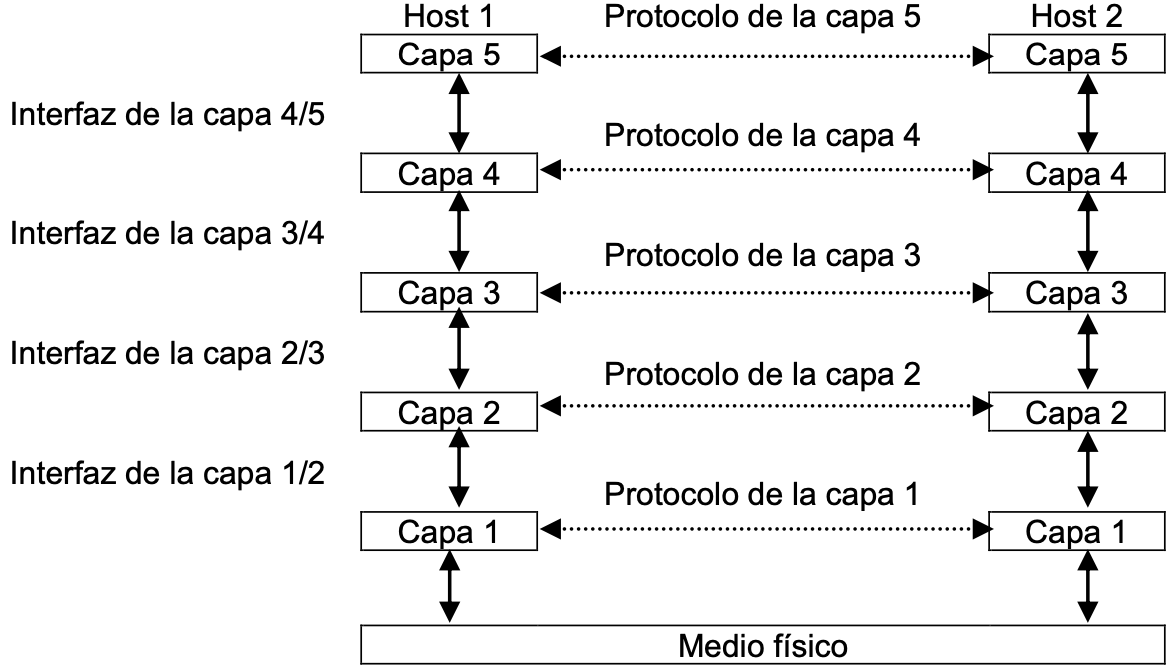 Host 1
Protocolo de la capa 5
Host 2
Capa 5
Capa 5
Interfaz de la capa 4/5
Protocolo de la capa 4
Capa 4
Capa 4
Interfaz de la capa 3/4
Protocolo de la capa 3
Capa 3
Capa 3
Interfaz de la capa 2/3
Protocolo de la capa 2
Capa 2
Capa 2
Interfaz de la capa 1/2
Protocolo de la capa 1
Capa 1
Capa 1
Medio físico